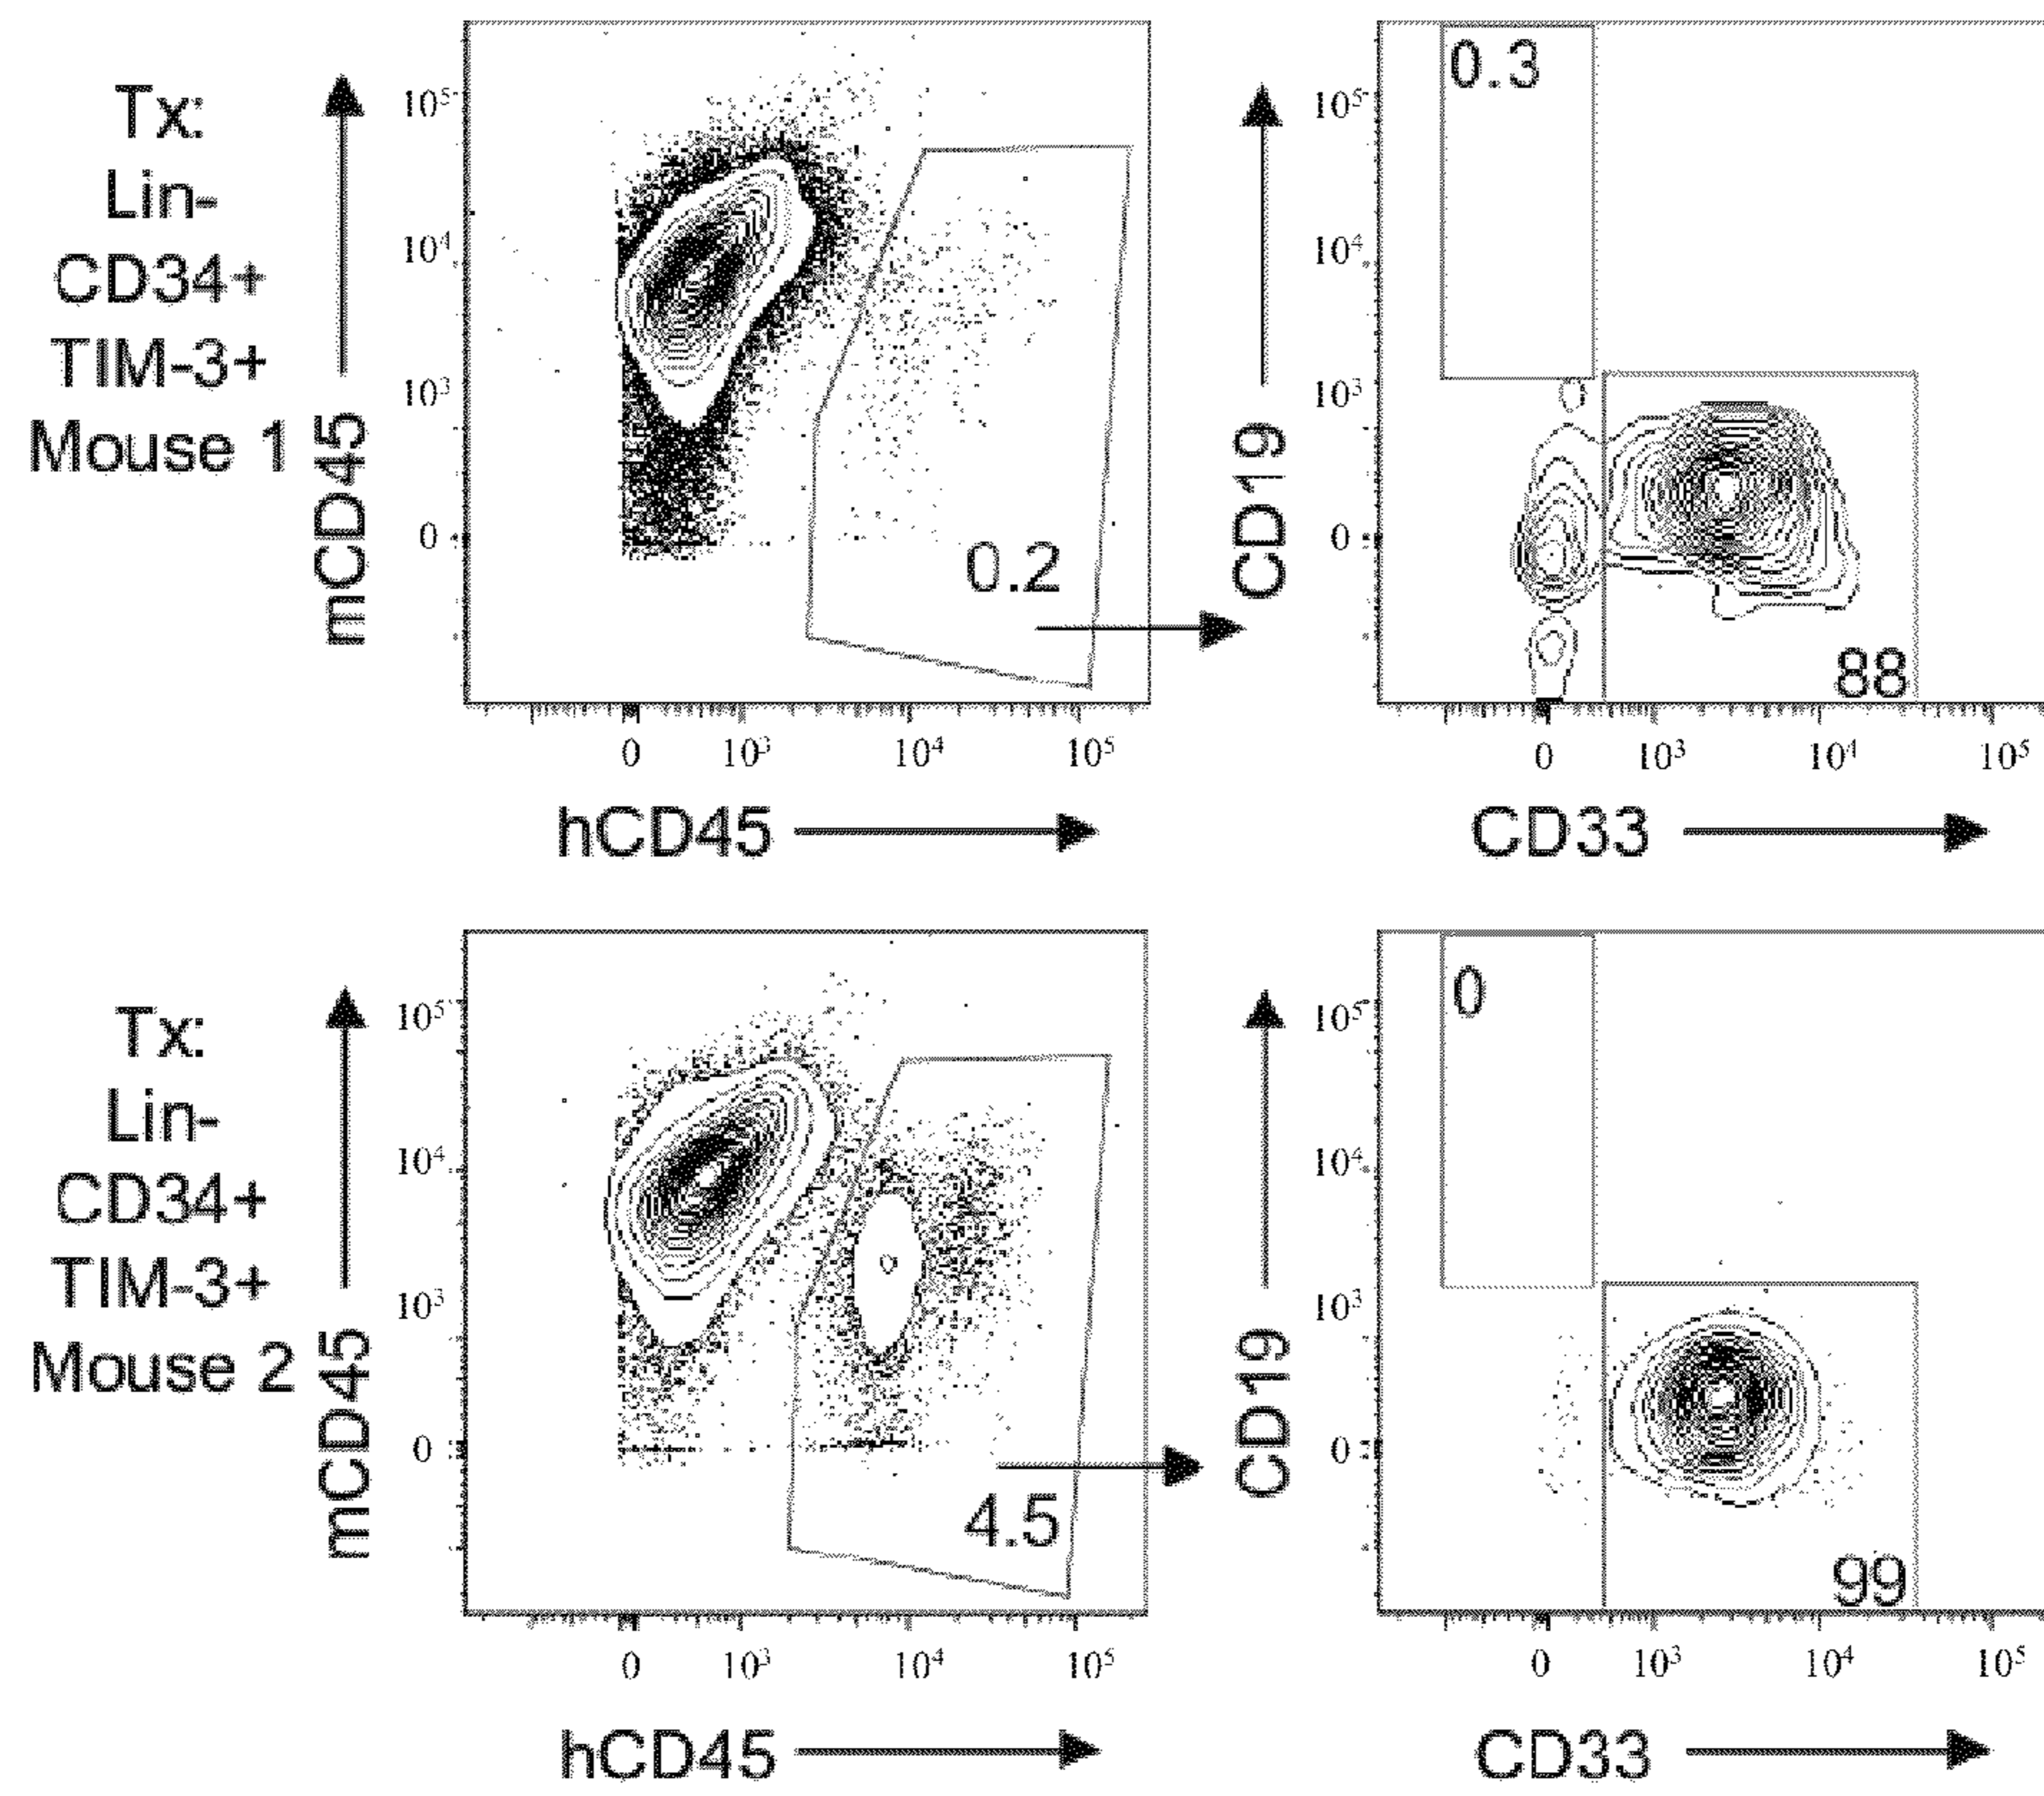 Tx:
Lin-
CD34+
TIM-3+
Mouse 1
mCD45
10⁵
10⁴
10³
0
0.2
0 10³ 10⁴ 10⁵
hCD45
CD19
10⁵
10⁴
10³
0
0.3
88
0 10³ 10⁴ 10⁵
CD33
Tx:
Lin-
CD34+
TIM-3+
Mouse 2
mCD45
10⁵
10⁴
10³
0
4.5
0 10³ 10⁴ 10⁵
hCD45
CD19
10⁵
10⁴
10³
0
0
99
0 10³ 10⁴ 10⁵
CD33